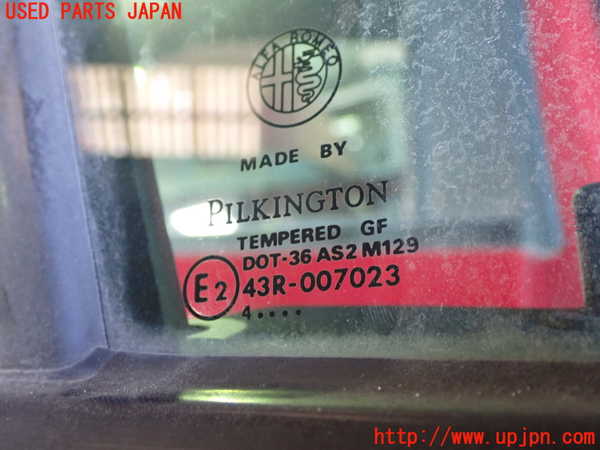 USED PARTS JAPAN
ALFA ROMEO
MADE BY
PILKINGTON
TEMPERED GF
DOT-36 AS2 M129
E2 43R-007023
4....
http://www.upjpn.com/